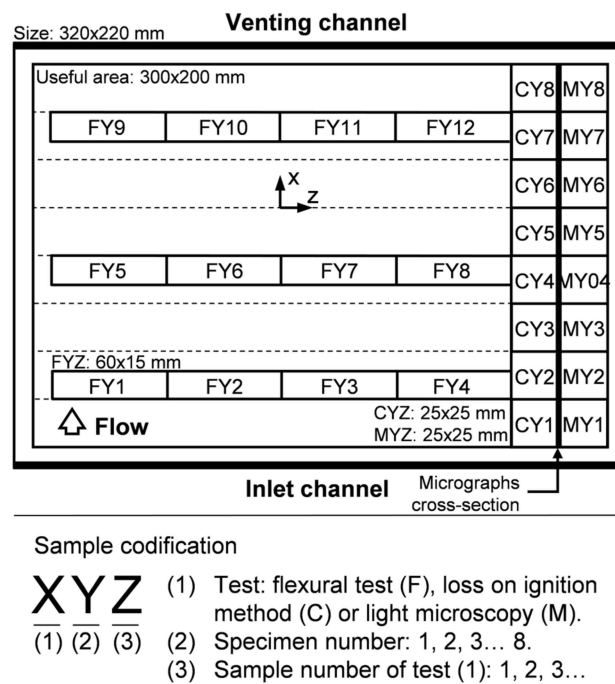 Venting channel
Size: 320x220 mm
Useful area: 300x200 mm
CY8 MY8
FY9 FY10 FY11 FY12 CY7 MY7
X
Z
CY6 MY6
CY5 MY5
FY5 FY6 FY7 FY8 CY4 MY04
CY3 MY3
FYZ: 60x15 mm
FY1 FY2 FY3 FY4 CY2 MY2
Flow
CYZ: 25x25 mm
MYZ: 25x25 mm
CY1 MY1
Inlet channel
Micrographs
cross-section
Sample codification
XYZ
(1) (2) (3)
(1) Test: flexural test (F), loss on ignition
method (C) or light microscopy (M).
(2) Specimen number: 1, 2, 3... 8.
(3) Sample number of test (1): 1, 2, 3...